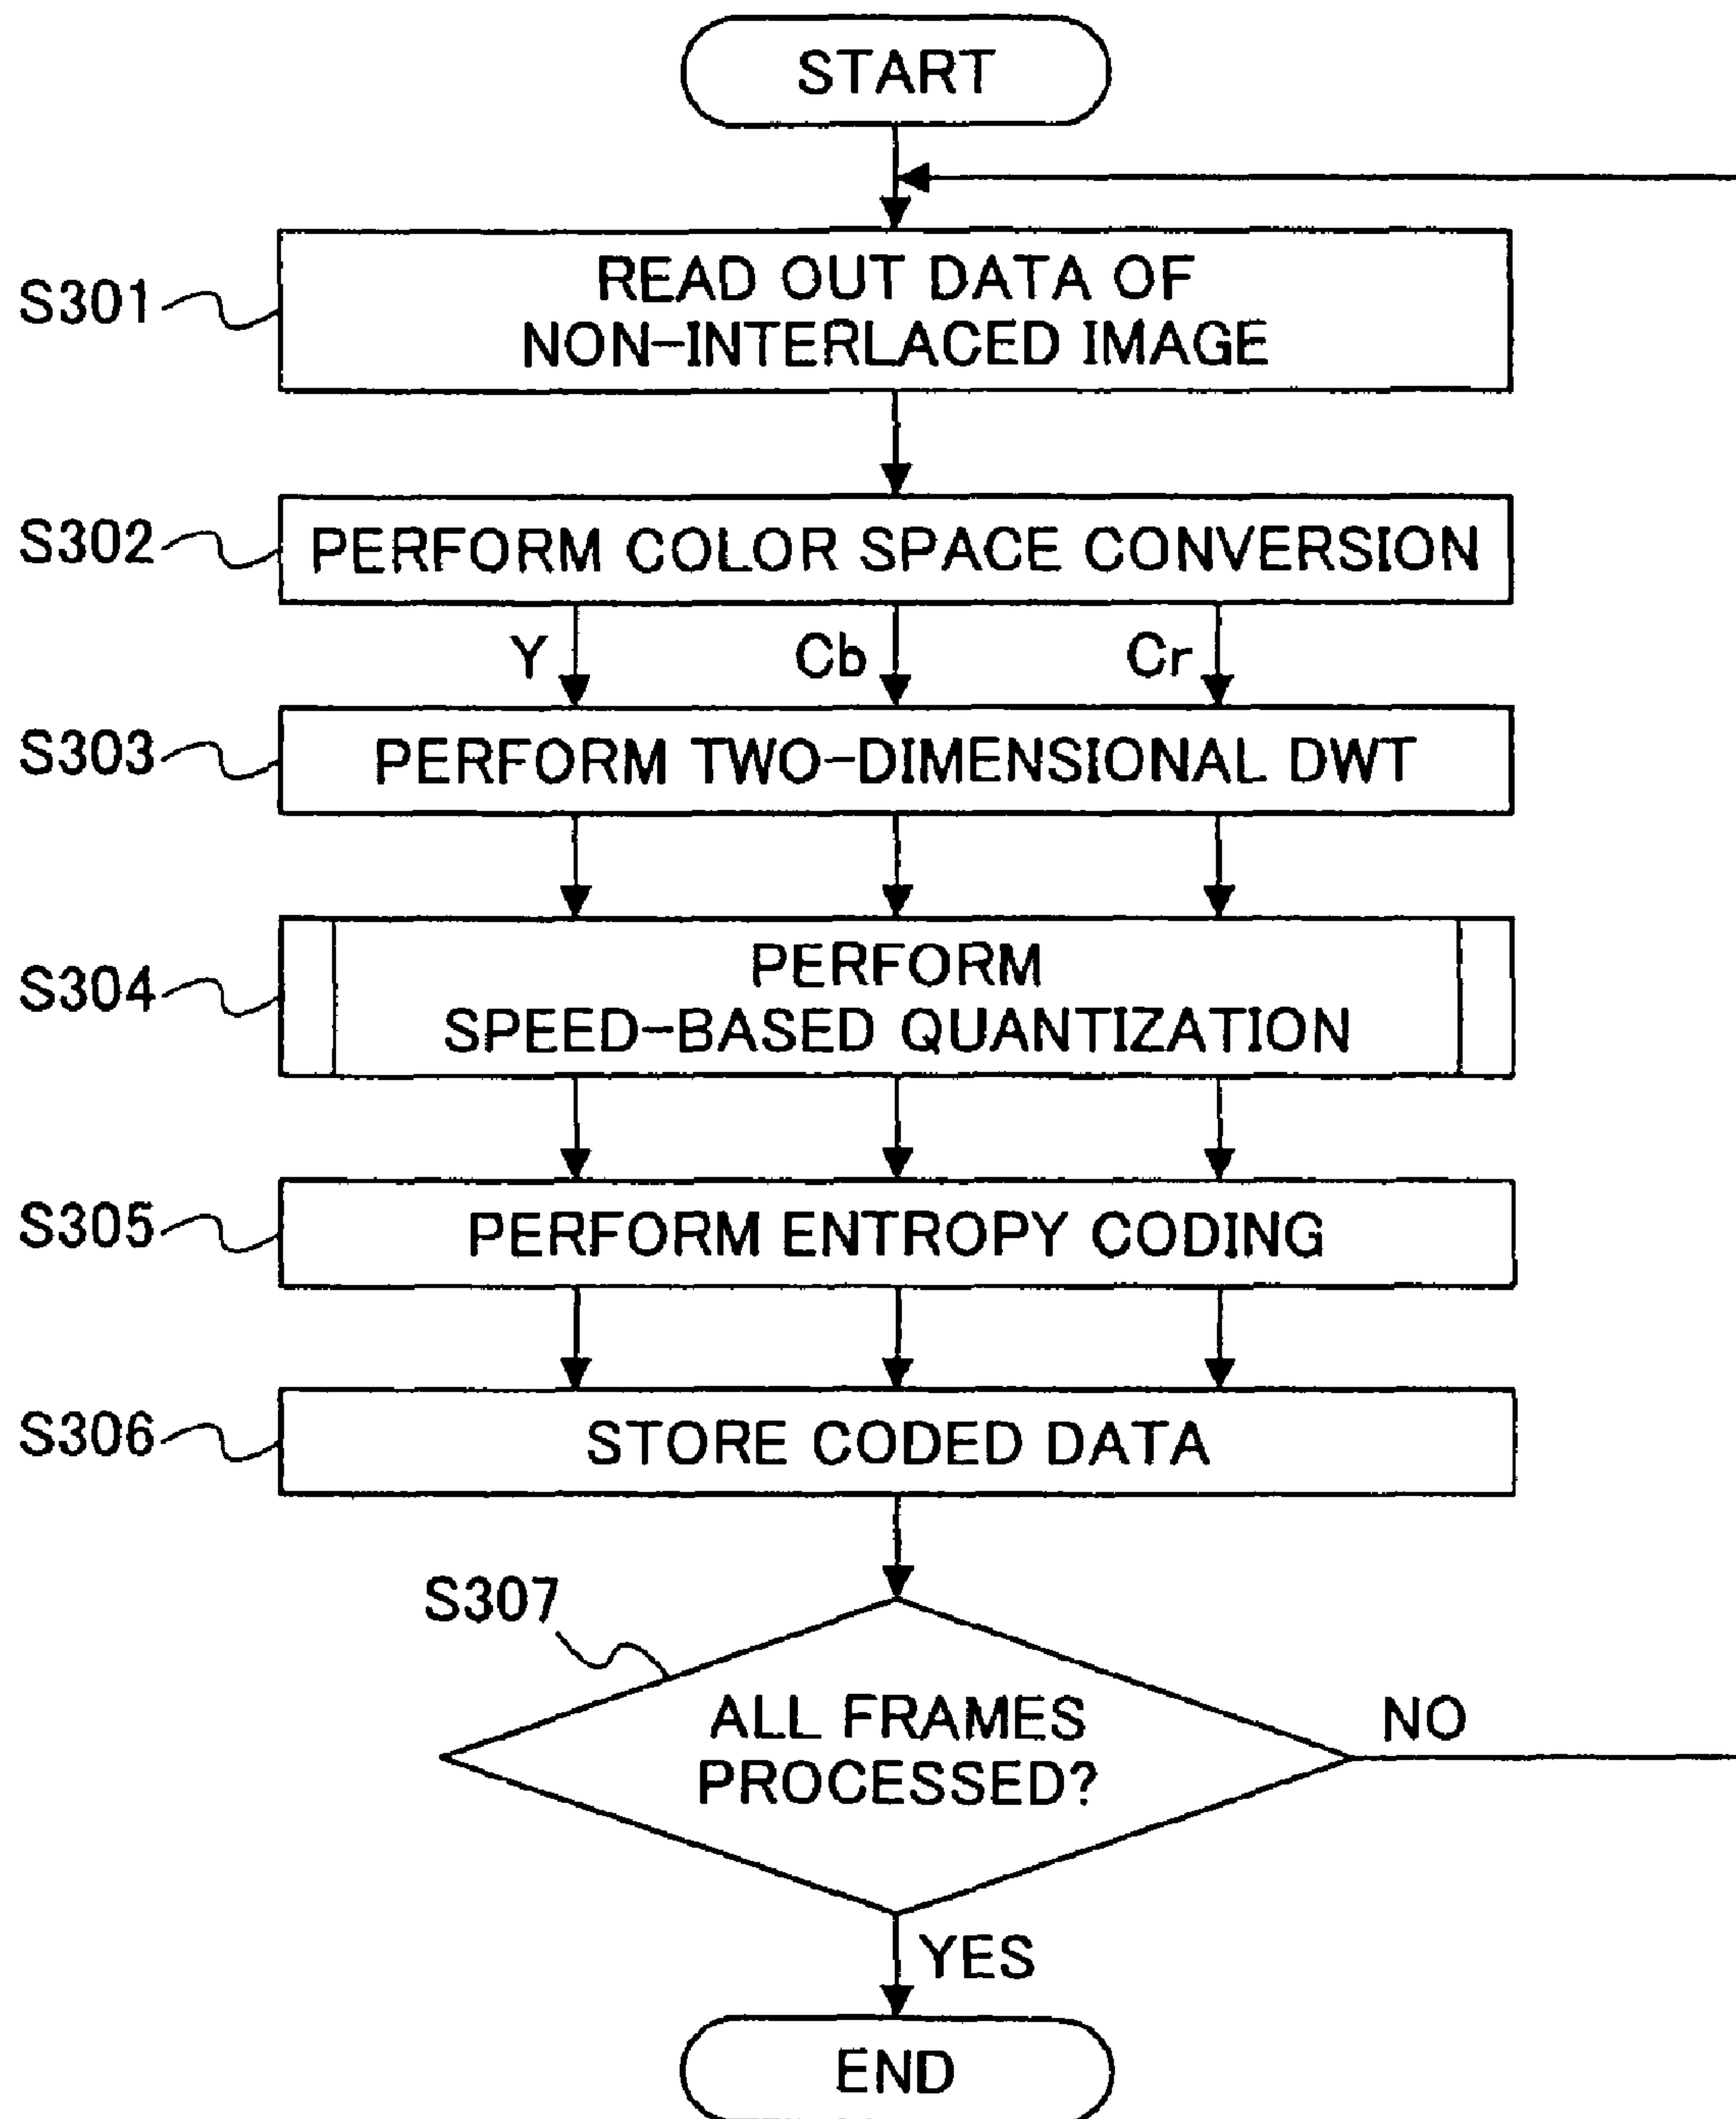 START
S301
READ OUT DATA OF
NON-INTERLACED IMAGE
S302
PERFORM COLOR SPACE CONVERSION
Y Cb Cr
S303
PERFORM TWO-DIMENSIONAL DWT
S304
PERFORM
SPEED-BASED QUANTIZATION
S305
PERFORM ENTROPY CODING
S306
STORE CODED DATA
S307
ALL FRAMES
PROCESSED?
NO
YES
END